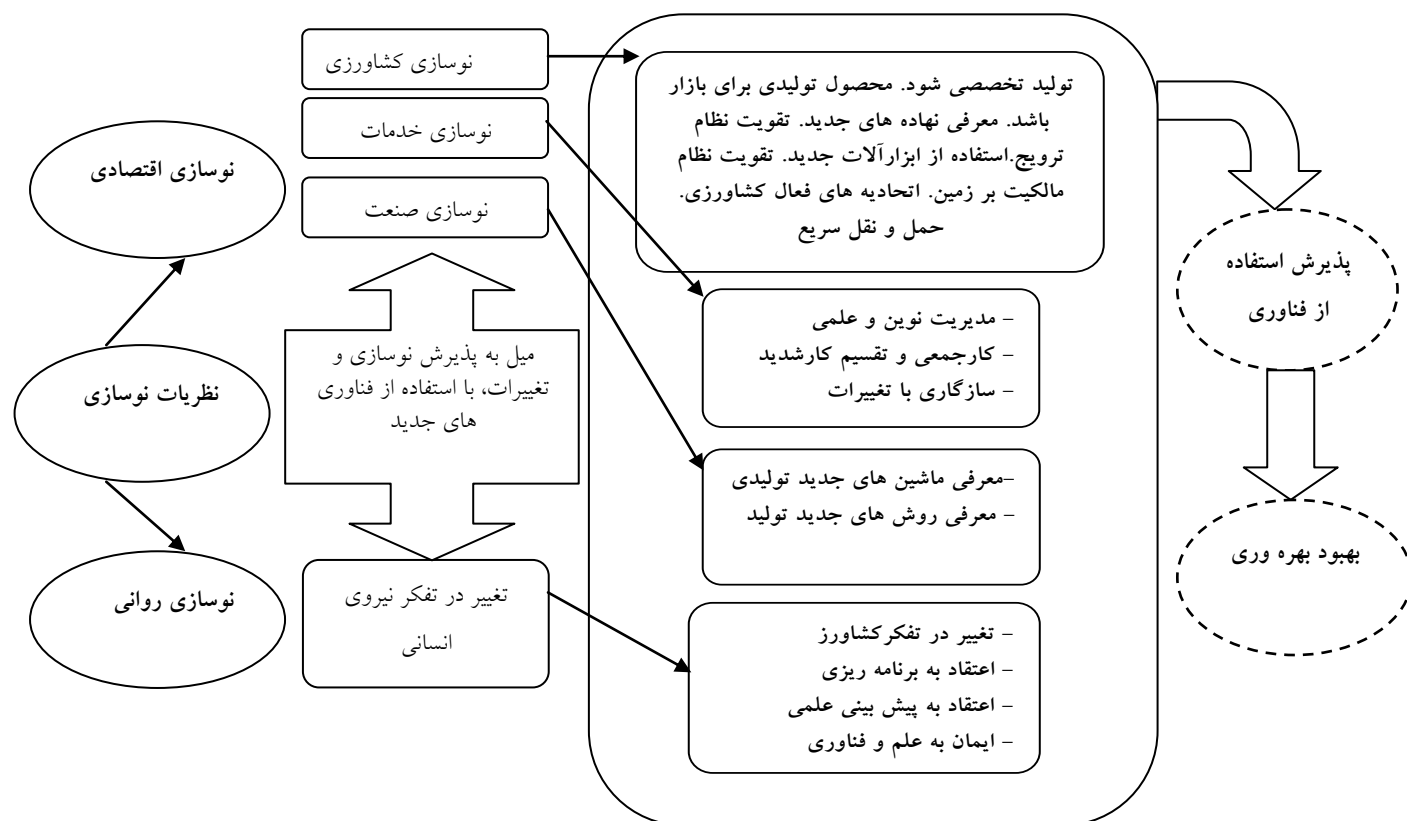 نوسازی کشاورزی
نوسازی خدمات
نوسازی صنعت
نوسازی اقتصادی
نظریات نوسازی
نوسازی روانی
میل به پذیرش نوسازی و
تغییرات، با استفاده از فناوری
های جدید
تغییر در تفکر نیروی
انسانی
تولید تخصصی شود. محصول تولیدی برای بازار
باشد. معرفی نهاده های جدید. تقویت نظام
ترویج.استفاده از ابزارآلات جدید. تقویت نظام
مالکیت بر زمین. اتحادیه های فعال کشاورزی.
حمل و نقل سریع
- مدیریت نوین و علمی
- کارجمعی و تقسیم کارشدید
- سازگاری با تغییرات
-معرفی ماشین های جدید تولیدی
- معرفی روش های جدید تولید
- تغییر در تفکرکشاورز
- اعتقاد به برنامه ریزی
- اعتقاد به پیش بینی علمی
- ایمان به علم و فناوری
پذیرش استفاده
از فناوری
بهبود بهره وری